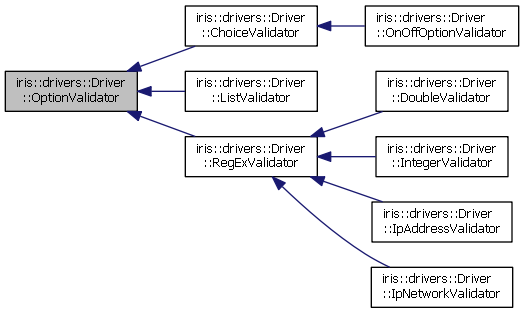 iris::drivers::Driver
::OptionValidator
iris::drivers::Driver
::ChoiceValidator
iris::drivers::Driver
::ListValidator
iris::drivers::Driver
::RegExValidator
iris::drivers::Driver
::OnOffOptionValidator
iris::drivers::Driver
::DoubleValidator
iris::drivers::Driver
::IntegerValidator
iris::drivers::Driver
::IpAddressValidator
iris::drivers::Driver
::IpNetworkValidator